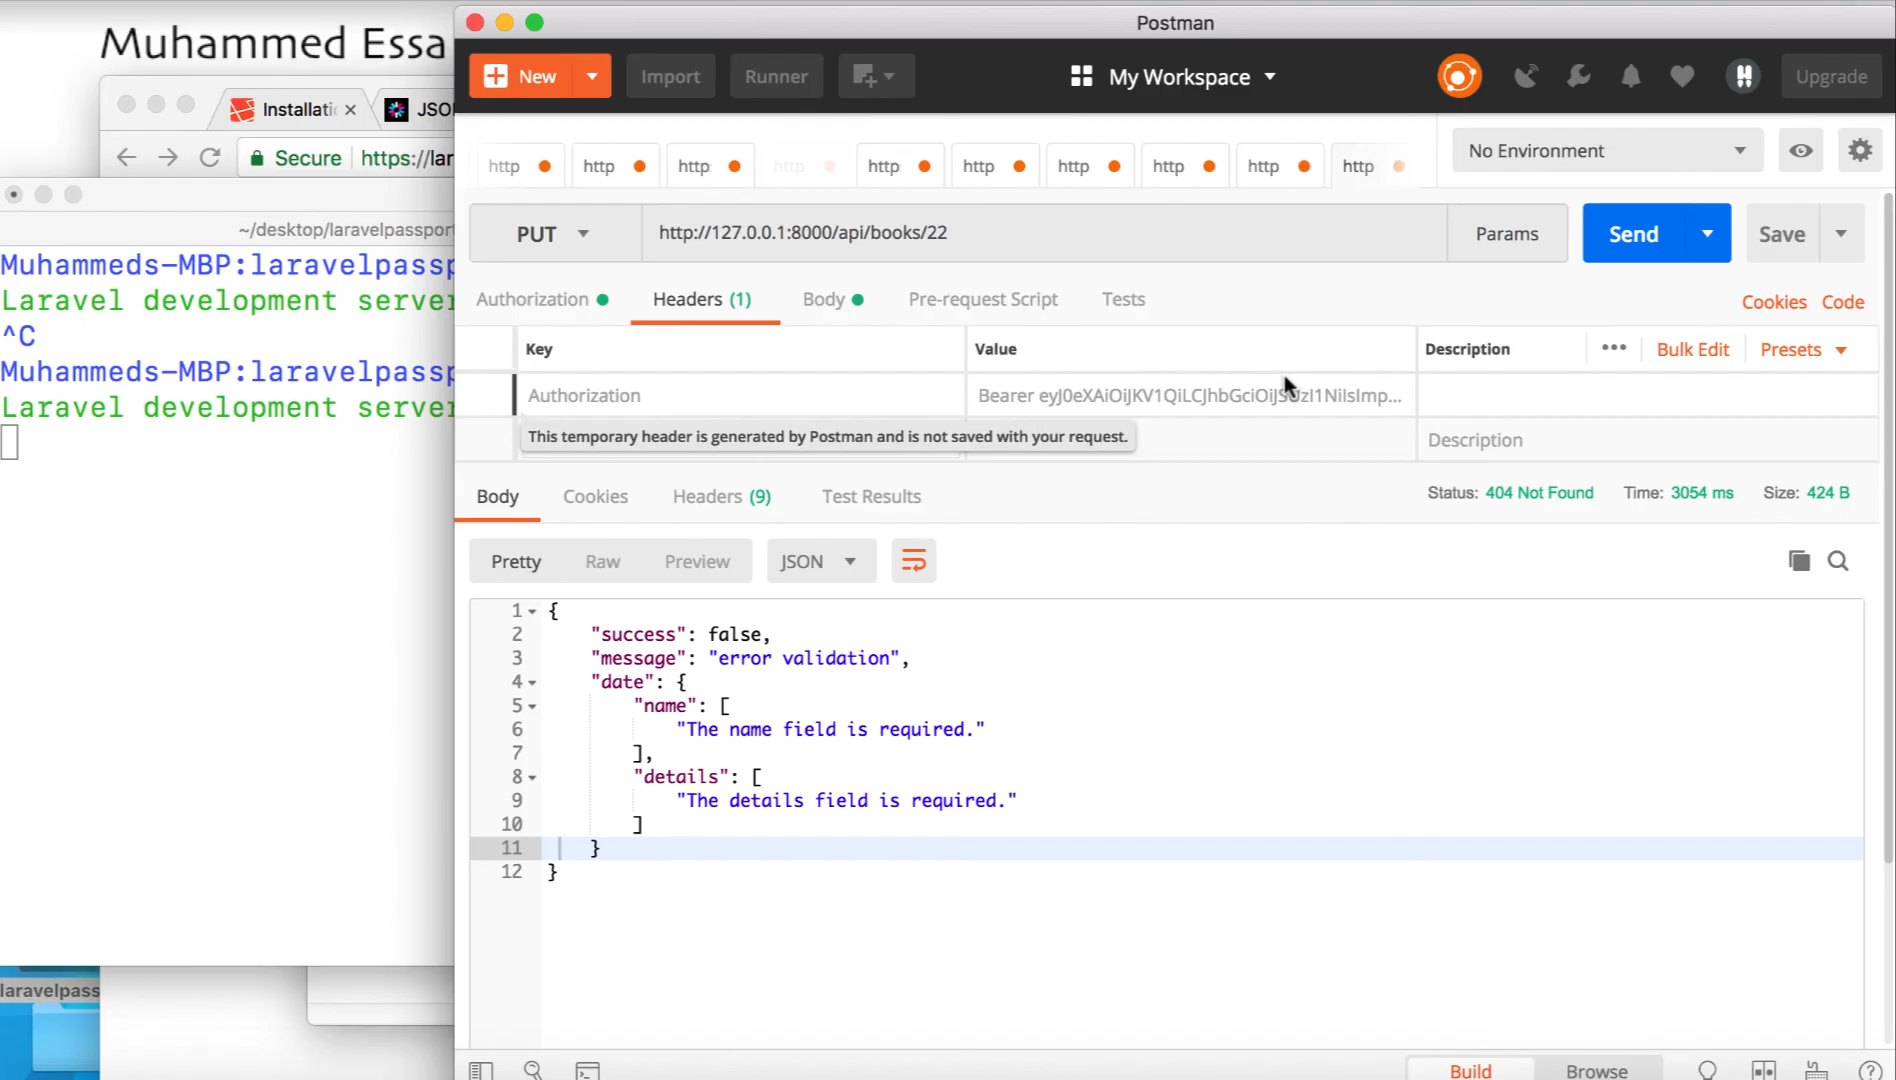 Muhammed Essa
Installati
JSO
Secure
https://lar
~/desktop/laravelpassport
Muhammeds-MBP:laravelpassp
Laravel development server
^C
Muhammeds-MBP:laravelpassp
Laravel development server
laravelpass
Postman
New
Import
Runner
My Workspace
Upgrade
http
http
http
http
http
http
http
http
http
http
No Environment
PUT
http://127.0.0.1:8000/api/books/22
Params
Send
Save
Authorization
Headers (1)
Body
Pre-request Script
Tests
Cookies
Code
Key
Value
Description
Bulk Edit
Presets
Authorization
This temporary header is generated by Postman and is not saved with your request.
Description
Body
Cookies
Headers (9)
Test Results
Status: 404 Not Found
Time: 3054 ms
Size: 424 B
Pretty
Raw
Preview
JSON
1 {
2 "success": false,
3 "message": "error validation",
4 "date": {
5 "name": [
6 "The name field is required."
7 ],
8 "details": [
9 "The details field is required."
10 ]
11 }
12 }
Build
Browse